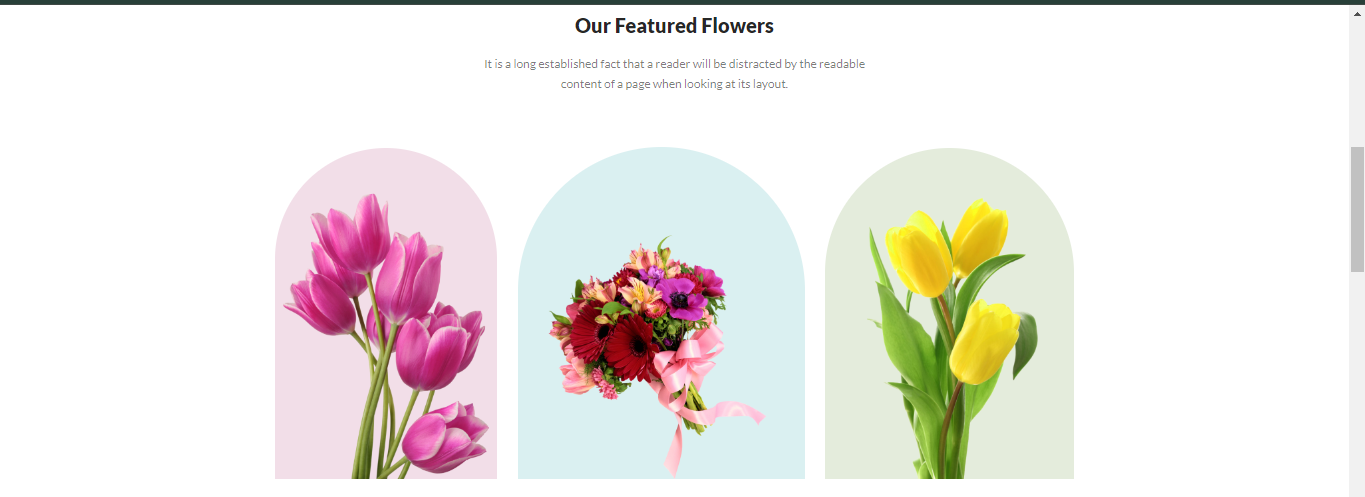 Our Featured Flowers
It is a long established fact that a reader will be distracted by the readable
content of a page when looking at its layout.